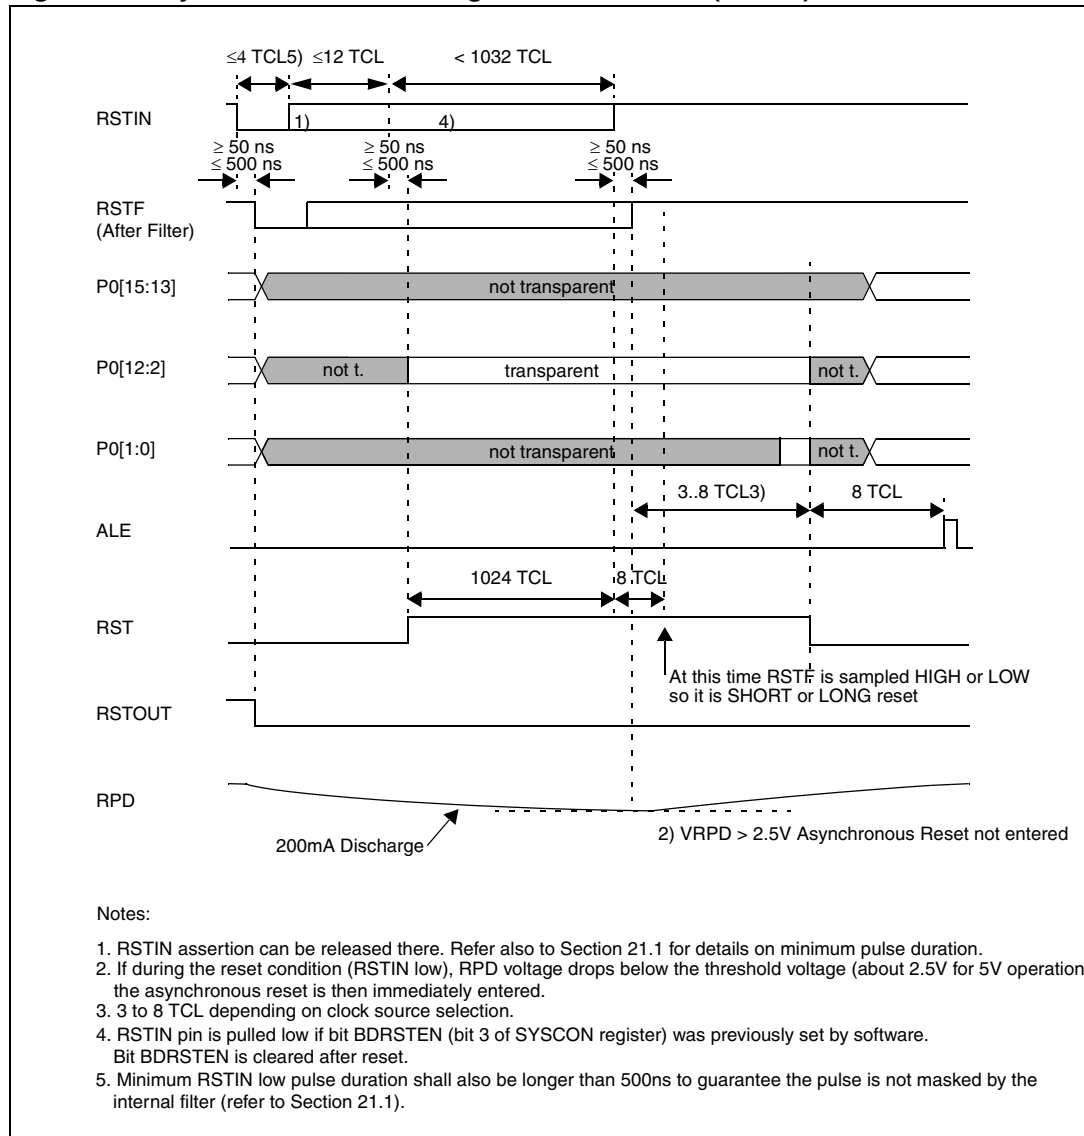 ≤4 TCL5) ≤12 TCL < 1032 TCL
RSTIN
1) 4)
≥ 50 ns ≥ 50 ns ≥ 50 ns
≤ 500 ns ≤ 500 ns ≤ 500 ns
RSTF
(After Filter)
P0[15:13] not transparent
P0[12:2] not t. transparent not t.
P0[1:0] not transparent not t.
3..8 TCL3) 8 TCL
ALE
1024 TCL 8 TCL
RST
At this time RSTF is sampled HIGH or LOW
so it is SHORT or LONG reset
RSTOUT
RPD
200mA Discharge
2) VRPD > 2.5V Asynchronous Reset not entered
Notes:
1. RSTIN assertion can be released there. Refer also to Section 21.1 for details on minimum pulse duration.
2. If during the reset condition (RSTIN low), RPD voltage drops below the threshold voltage (about 2.5V for 5V operation
the asynchronous reset is then immediately entered.
3. 3 to 8 TCL depending on clock source selection.
4. RSTIN pin is pulled low if bit BDRSTEN (bit 3 of SYSCON register) was previously set by software.
Bit BDRSTEN is cleared after reset.
5. Minimum RSTIN low pulse duration shall also be longer than 500ns to guarantee the pulse is not masked by the
internal filter (refer to Section 21.1).